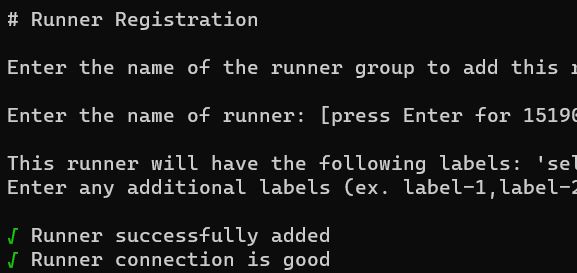 # Runner Registration
Enter the name of the runner group to add this r
Enter the name of runner: [press Enter for 15190
This runner will have the following labels: 'sel
Enter any additional labels (ex. label-1,label-2
√ Runner successfully added
√ Runner connection is good